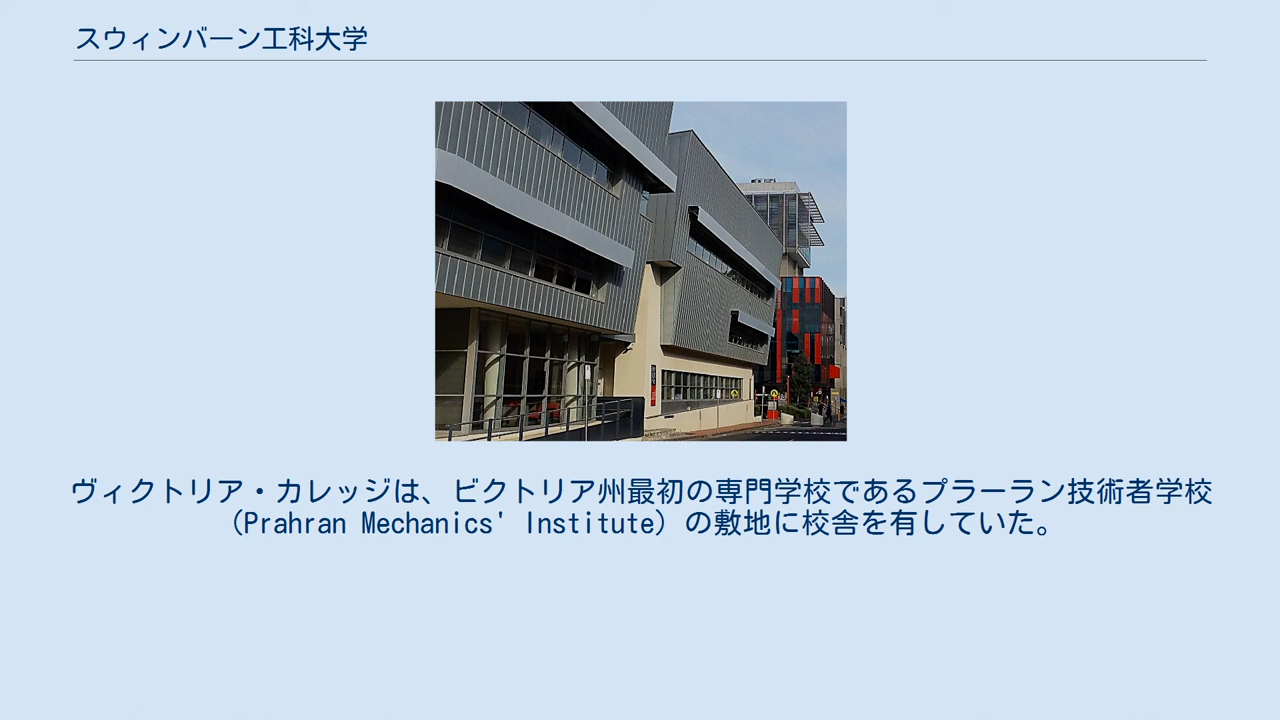 スウィンバーン工科大学
ヴィクトリア・カレッジは、ビクトリア州最初の専門学校であるプラーラン技術者学校
（Prahran Mechanics' Institute）の敷地に校舎を有していた。